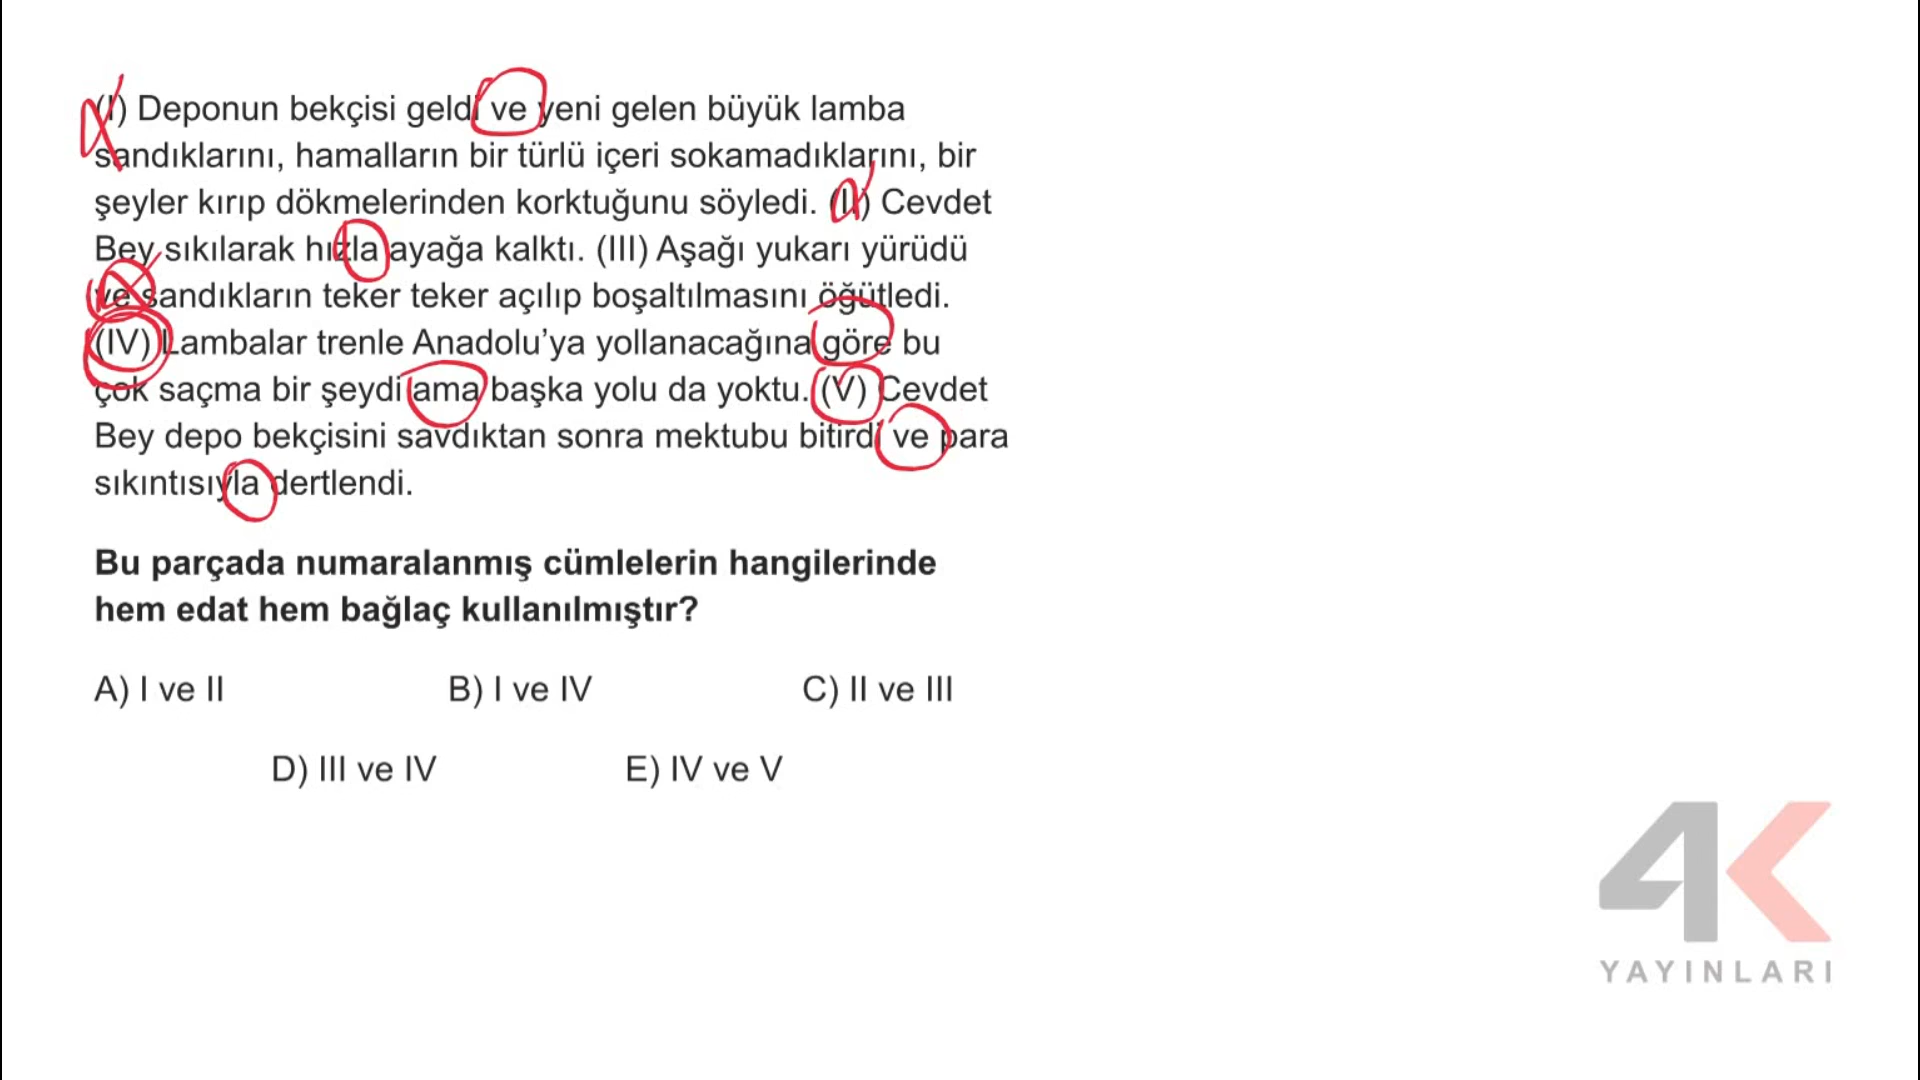 (I) Deponun bekçisi geldi ve yeni gelen büyük lamba
sandıklarını, hamalların bir türlü içeri sokamadıklarını, bir
şeyler kırıp dökmelerinden korktuğunu söyledi. (II) Cevdet
Bey sıkılarak hızla ayağa kalktı. (III) Aşağı yukarı yürüdü
ve sandıkların teker teker açılıp boşaltılmasını öğütledi.
(IV) Lambalar trenle Anadolu’ya yollanacağına göre bu
çok saçma bir şeydi ama başka yolu da yoktu. (V) Cevdet
Bey depo bekçisini savdıktan sonra mektubu bitirdi ve para
sıkıntısıyla dertlendi.
Bu parçada numaralanmış cümlelerin hangilerinde
hem edat hem bağlaç kullanılmıştır?
A) I ve II B) I ve IV C) II ve III
D) III ve IV E) IV ve V
4K
YAYINLARI